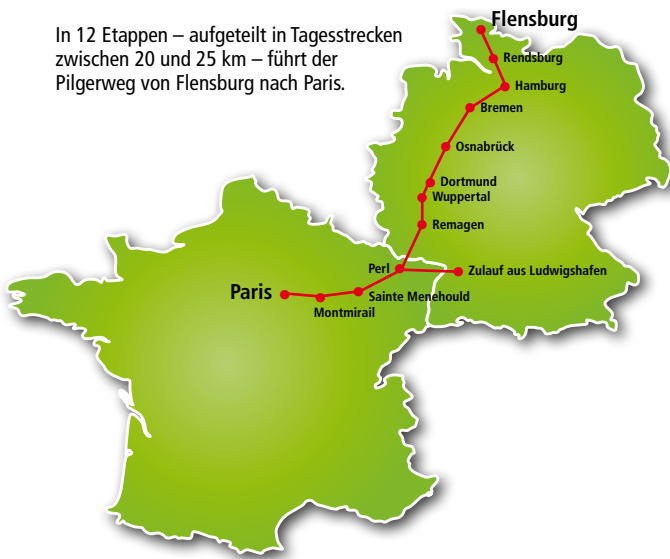 In 12 Etappen – aufgeteilt in Tagesstrecken
zwischen 20 und 25 km – führt der
Pilgerweg von Flensburg nach Paris.
Flensburg
Rendsburg
Hamburg
Bremen
Osnabrück
Dortmund
Wuppertal
Remagen
Perl
Zulauf aus Ludwigshafen
Paris
Sainte Menehould
Montmirail